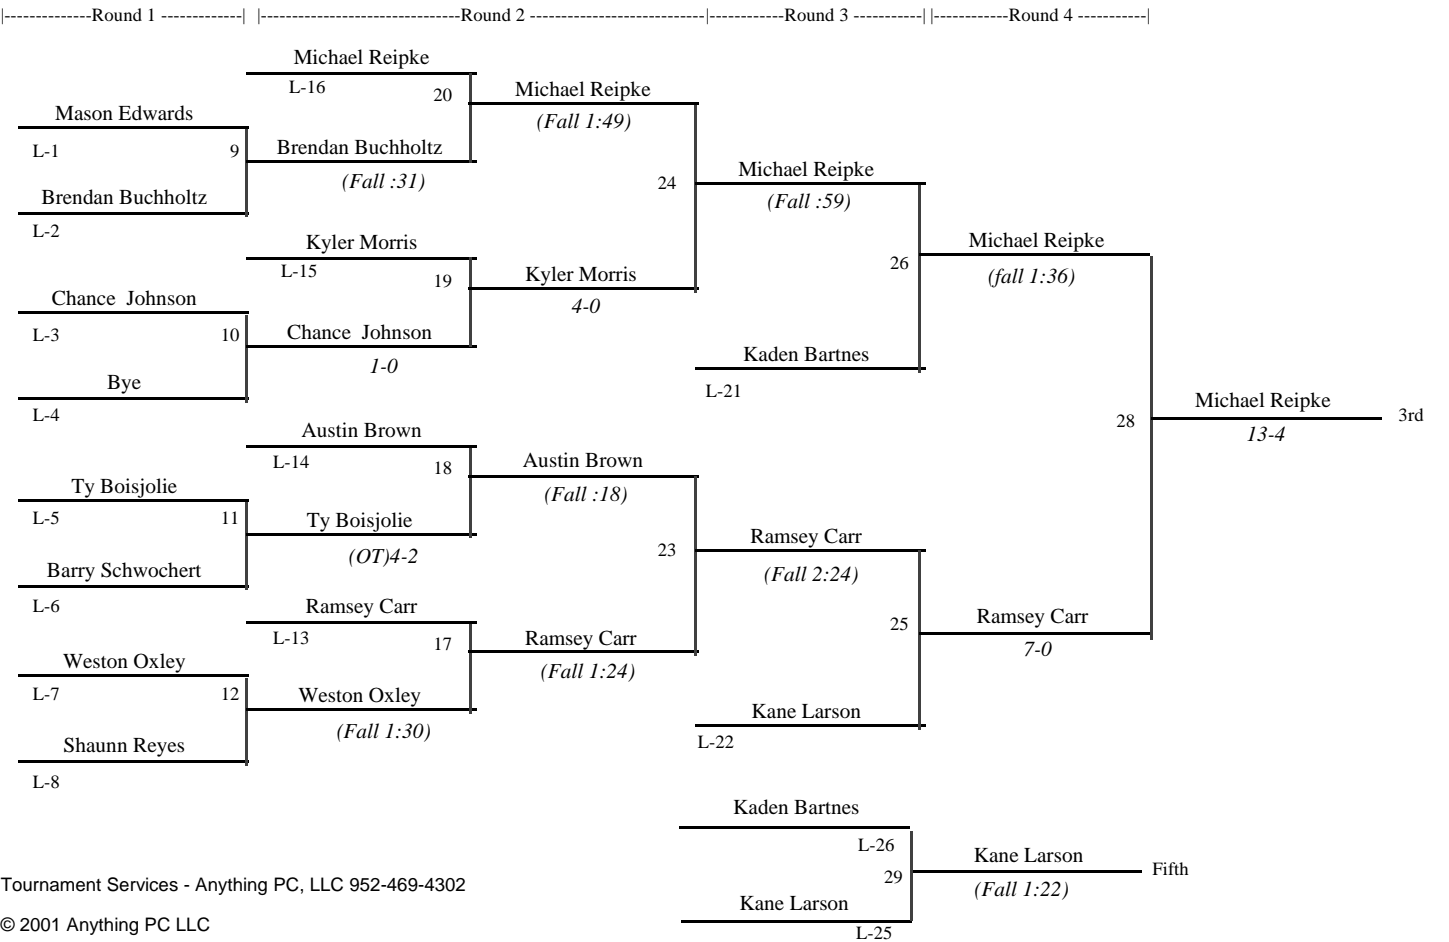 |--------------Round 1 -------------| |--------------------------------Round 2 ----------------------------|------------Round 3 -----------| |------------Round 4 -----------|
Michael Reipke
L-16
20
Michael Reipke
(Fall 1:49)
Mason Edwards
L-1
9
Brendan Buchholtz
(Fall :31)
Brendan Buchholtz
L-2
24
Michael Reipke
(Fall :59)
Kyler Morris
L-15
19
Kyler Morris
4-0
Chance  Johnson
L-3
10
Chance  Johnson
1-0
Bye
L-4
26
Michael Reipke
(fall 1:36)
Kaden Bartnes
L-21
Austin Brown
L-14
18
Austin Brown
(Fall :18)
28
Michael Reipke
13-4
3rd
Ty Boisjolie
L-5
11
Ty Boisjolie
(OT)4-2
Barry Schwochert
L-6
23
Ramsey Carr
(Fall 2:24)
Ramsey Carr
L-13
17
Ramsey Carr
(Fall 1:24)
25
Ramsey Carr
7-0
Weston Oxley
L-7
12
Weston Oxley
(Fall 1:30)
Shaunn Reyes
L-8
Kane Larson
L-22
Kaden Bartnes
L-26
29
Kane Larson
(Fall 1:22)
Fifth
Kane Larson
L-25
Tournament Services - Anything PC, LLC 952-469-4302
© 2001 Anything PC LLC